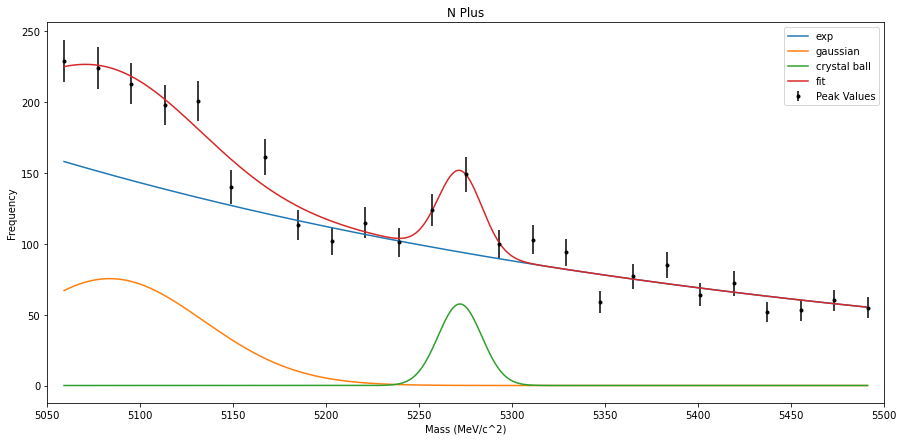 N Plus
250
200
150
100
50
0
Frequency
exp
gaussian
crystal ball
fit
Peak Values
5050 5100 5150 5200 5250 5300 5350 5400 5450 5500
Mass (MeV/c^2)